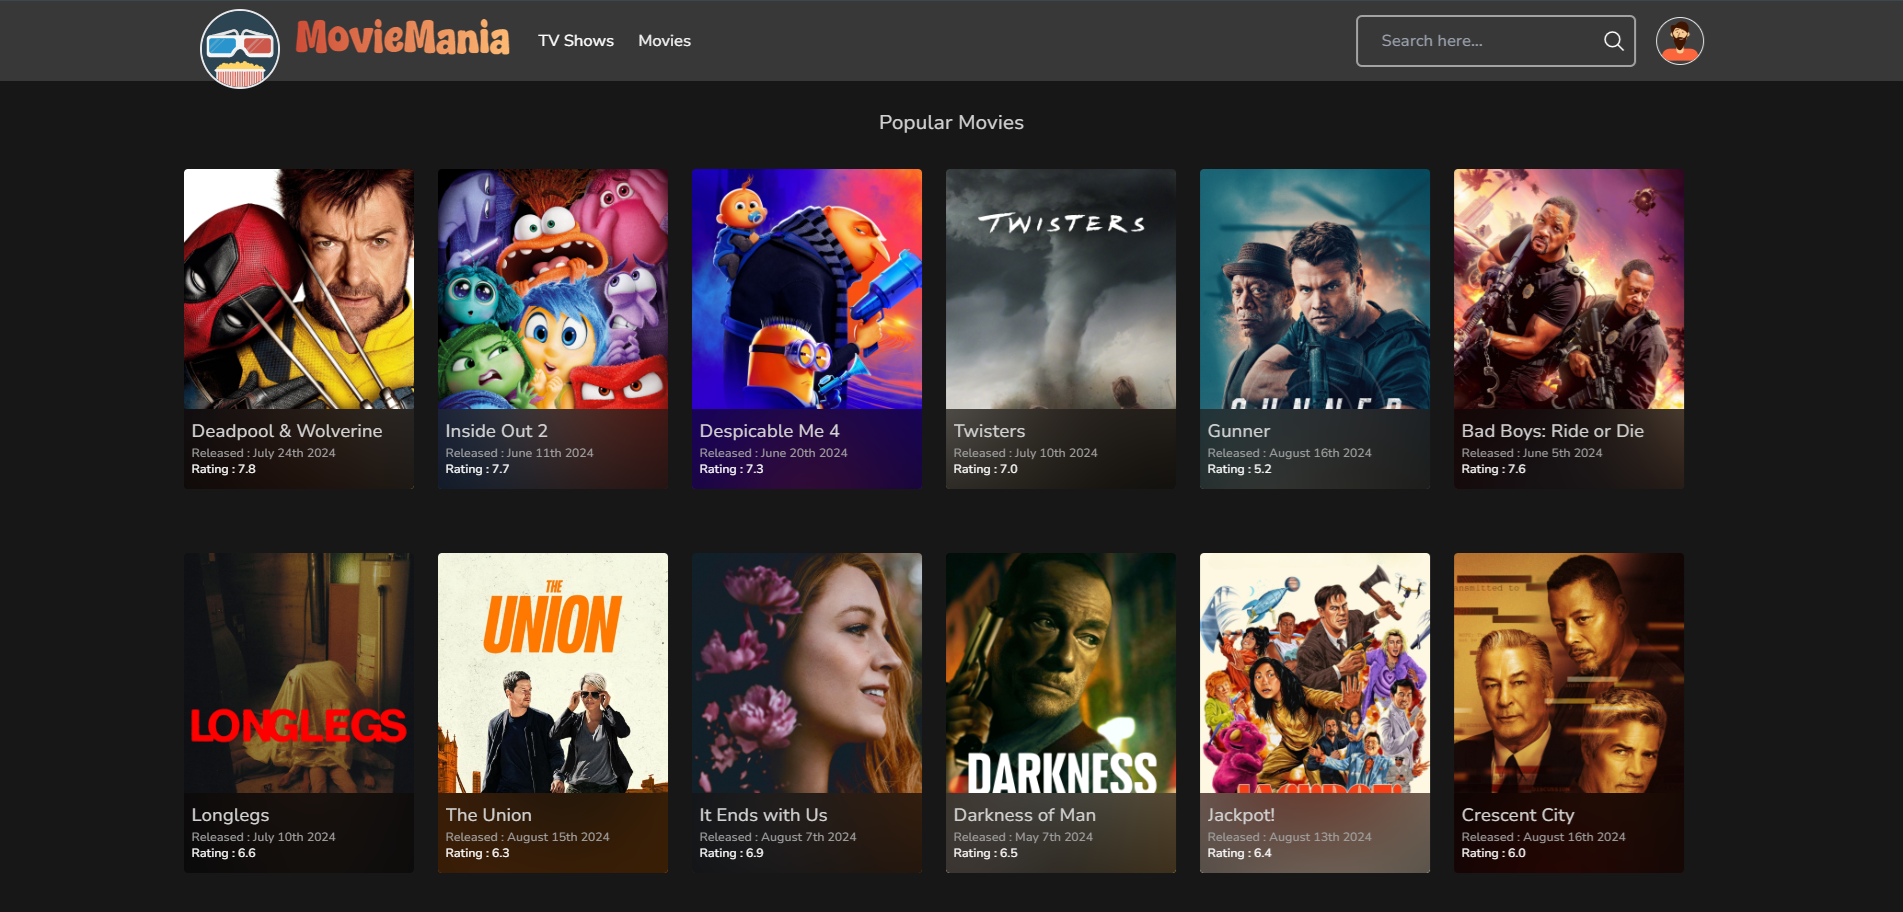 MovieMania
TV Shows
Movies
Search here...
Popular Movies
TWISTERS
GUNNER
Deadpool & Wolverine
Released : July 24th 2024
Rating : 7.8
Inside Out 2
Released : June 11th 2024
Rating : 7.7
Despicable Me 4
Released : June 20th 2024
Rating : 7.3
Twisters
Released : July 10th 2024
Rating : 7.0
Gunner
Released : August 16th 2024
Rating : 5.2
Bad Boys: Ride or Die
Released : June 5th 2024
Rating : 7.6
LONGLEGS
THE
UNION
DARKNESS
JACKPOT!
Longlegs
Released : July 10th 2024
Rating : 6.6
The Union
Released : August 15th 2024
Rating : 6.3
It Ends with Us
Released : August 7th 2024
Rating : 6.9
Darkness of Man
Released : May 7th 2024
Rating : 6.5
Jackpot!
Released : August 13th 2024
Rating : 6.4
Crescent City
Released : August 16th 2024
Rating : 6.0